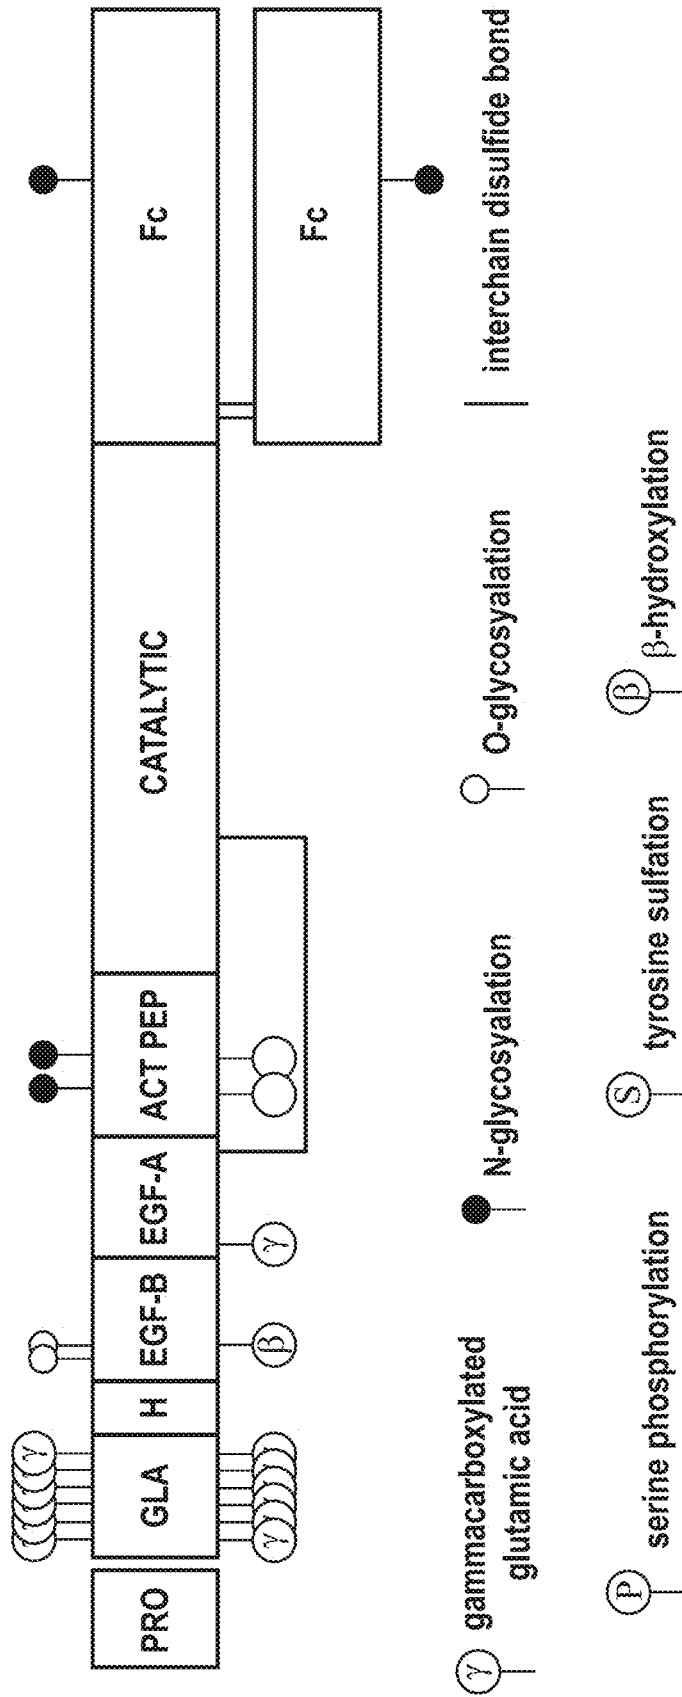 γ
PRO
GLA
H
EGF-B
EGF-A
ACT PEP
CATALYTIC
Fc
γ
γ
β
γ
Fc
γ gammacarboxylated
glutamic acid
N-glycosyalation
O-glycosyalation
interchain disulfide bond
P serine phosphorylation
S tyrosine sulfation
β β-hydroxylation